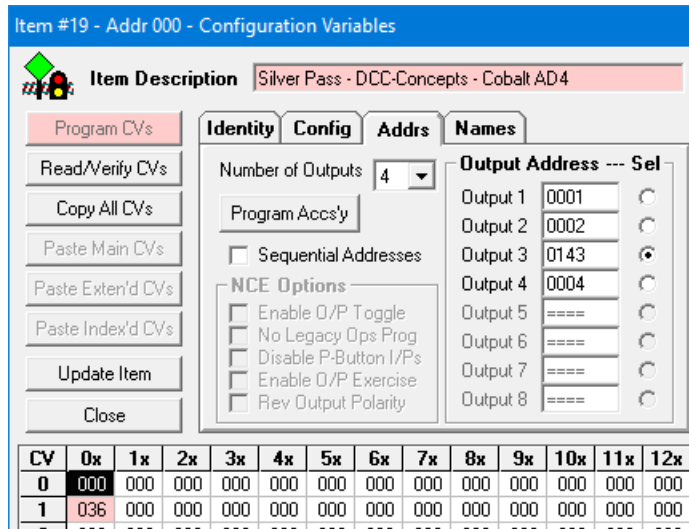 Item #19 - Addr 000 - Configuration Variables
Item Description Silver Pass - DCC-Concepts - Cobalt AD4
Program CVs
Read/Verify CVs
Copy All CVs
Paste Main CVs
Paste Exten'd CVs
Paste Index'd CVs
Update Item
Close
Identity Config Addrs Names
Number of Outputs 4
Program Accs'y
Sequential Addresses
NCE Options
Enable O/P Toggle
No Legacy Ops Prog
Disable P-Button I/Ps
Enable O/P Exercise
Rev Output Polarity
Output Address --- Sel
Output 1 0001
Output 2 0002
Output 3 0143
Output 4 0004
Output 5 ====
Output 6 ====
Output 7 ====
Output 8 ====
CV 0x 1x 2x 3x 4x 5x 6x 7x 8x 9x 10x 11x 12x
0 000 000 000 000 000 000 000 000 000 000 000 000 000
1 036 000 000 000 000 000 000 000 000 000 000 000 000